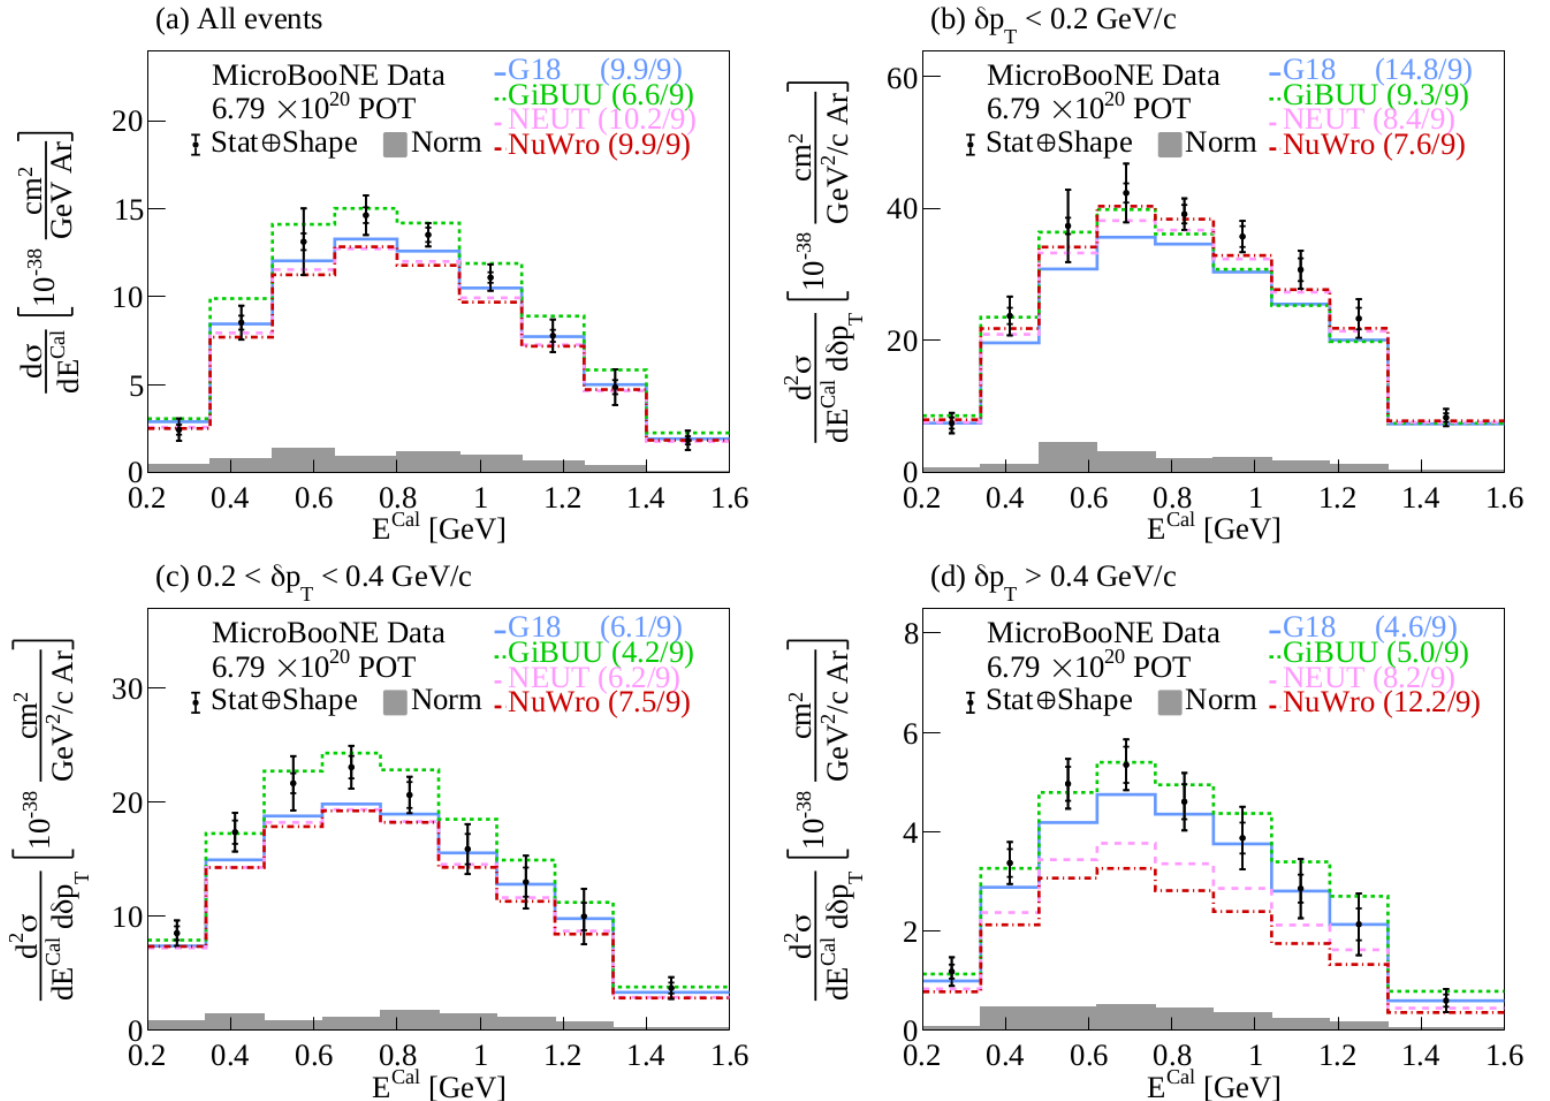 (a) All events
MicroBooNE Data
6.79 ×10²⁰ POT
Stat⊕Shape
Norm
G18 (9.9/9)
GiBUU (6.6/9)
NEUT (10.2/9)
NuWro (9.9/9)
dσ/dE^Cal [10⁻³⁸ cm²/GeV Ar]
20
15
10
5
0
0.2 0.4 0.6 0.8 1 1.2 1.4 1.6
E^Cal [GeV]
(b) δp_T < 0.2 GeV/c
MicroBooNE Data
6.79 ×10²⁰ POT
Stat⊕Shape
Norm
G18 (14.8/9)
GiBUU (9.3/9)
NEUT (8.4/9)
NuWro (7.6/9)
d²σ/dE^Cal dδp_T [10⁻³⁸ cm²/GeV²/c Ar]
60
40
20
0
0.2 0.4 0.6 0.8 1 1.2 1.4 1.6
E^Cal [GeV]
(c) 0.2 < δp_T < 0.4 GeV/c
MicroBooNE Data
6.79 ×10²⁰ POT
Stat⊕Shape
Norm
G18 (6.1/9)
GiBUU (4.2/9)
NEUT (6.2/9)
NuWro (7.5/9)
d²σ/dE^Cal dδp_T [10⁻³⁸ cm²/GeV²/c Ar]
30
20
10
0
0.2 0.4 0.6 0.8 1 1.2 1.4 1.6
E^Cal [GeV]
(d) δp_T > 0.4 GeV/c
MicroBooNE Data
6.79 ×10²⁰ POT
Stat⊕Shape
Norm
G18 (4.6/9)
GiBUU (5.0/9)
NEUT (8.2/9)
NuWro (12.2/9)
d²σ/dE^Cal dδp_T [10⁻³⁸ cm²/GeV²/c Ar]
8
6
4
2
0
0.2 0.4 0.6 0.8 1 1.2 1.4 1.6
E^Cal [GeV]